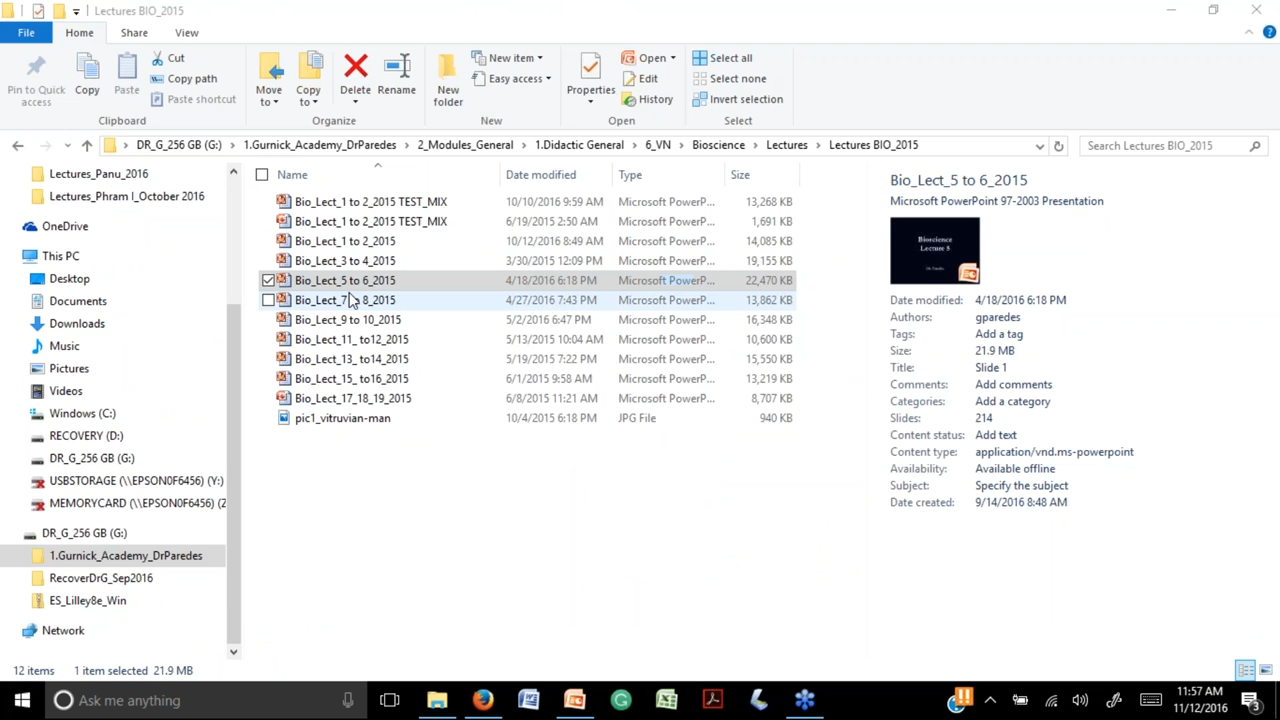 Lectures BIO_2015
File Home Share View
Pin to Quick access
Copy
Paste
Cut
Copy path
Paste shortcut
Clipboard
Move to
Copy to
Delete
Rename
Organize
New folder
New item
Easy access
New
Properties
Open
Edit
History
Open
Select all
Select none
Invert selection
Select
DR_G_256 GB (G:) 1.Gurnick_Academy_DrParedes 2_Modules_General 1.Didactic General 6_VN Bioscience Lectures Lectures BIO_2015
Search Lectures BIO_2015
Lectures_Panu_2016
Lectures_Phram I_October 2016
OneDrive
This PC
Desktop
Documents
Downloads
Music
Pictures
Videos
Windows (C:)
RECOVERY (D:)
DR_G_256 GB (G:)
USBSTORAGE (\\EPSON0F6456) (Y:)
MEMORYCARD (\\EPSON0F6456) (Z
DR_G_256 GB (G:)
1.Gurnick_Academy_DrParedes
RecoverDrG_Sep2016
ES_Lilley8e_Win
Network
Name Date modified Type Size
Bio_Lect_1 to 2_2015 TEST_MIX 10/10/2016 9:59 AM Microsoft PowerP... 13,268 KB
Bio_Lect_1 to 2_2015 TEST_MIX 6/19/2015 2:50 AM Microsoft PowerP... 1,691 KB
Bio_Lect_1 to 2_2015 10/12/2016 8:49 AM Microsoft PowerP... 14,085 KB
Bio_Lect_3 to 4_2015 3/30/2015 12:09 PM Microsoft PowerP... 19,155 KB
Bio_Lect_5 to 6_2015 4/18/2016 6:18 PM Microsoft PowerP... 22,470 KB
Bio_Lect_7 to 8_2015 4/27/2016 7:43 PM Microsoft PowerP... 13,862 KB
Bio_Lect_9 to 10_2015 5/2/2016 6:47 PM Microsoft PowerP... 16,348 KB
Bio_Lect_11_ to12_2015 5/13/2015 10:04 AM Microsoft PowerP... 10,600 KB
Bio_Lect_13_ to14_2015 5/19/2015 7:22 PM Microsoft PowerP... 15,550 KB
Bio_Lect_15_ to16_2015 6/1/2015 9:58 AM Microsoft PowerP... 13,219 KB
Bio_Lect_17_18_19_2015 6/8/2015 11:21 AM Microsoft PowerP... 8,707 KB
pic1_vitruvian-man 10/4/2015 6:18 PM JPG File 940 KB
Bio_Lect_5 to 6_2015
Microsoft PowerPoint 97-2003 Presentation
Bioscience
Lecture 5
Date modified: 4/18/2016 6:18 PM
Authors: gparedes
Tags: Add a tag
Size: 21.9 MB
Title: Slide 1
Comments: Add comments
Categories: Add a category
Slides: 214
Content status: Add text
Content type: application/vnd.ms-powerpoint
Availability: Available offline
Subject: Specify the subject
Date created: 9/14/2016 8:48 AM
12 items 1 item selected 21.9 MB
Ask me anything
11:57 AM
11/12/2016
3